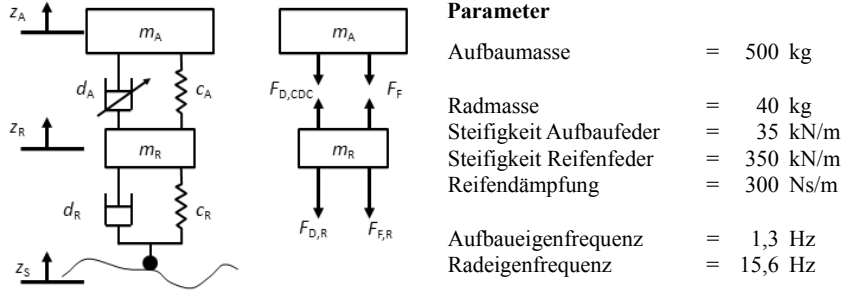 z_A
m_A
d_A
c_A
z_R
m_R
d_R
c_R
z_S
m_A
F_D,CDC
F_F
m_R
F_D,R
F_F,R
Parameter
Aufbaumasse = 500 kg
Radmasse = 40 kg
Steifigkeit Aufbaufeder = 35 kN/m
Steifigkeit Reifenfeder = 350 kN/m
Reifendämpfung = 300 Ns/m
Aufbaueigenfrequenz = 1,3 Hz
Radeigenfrequenz = 15,6 Hz